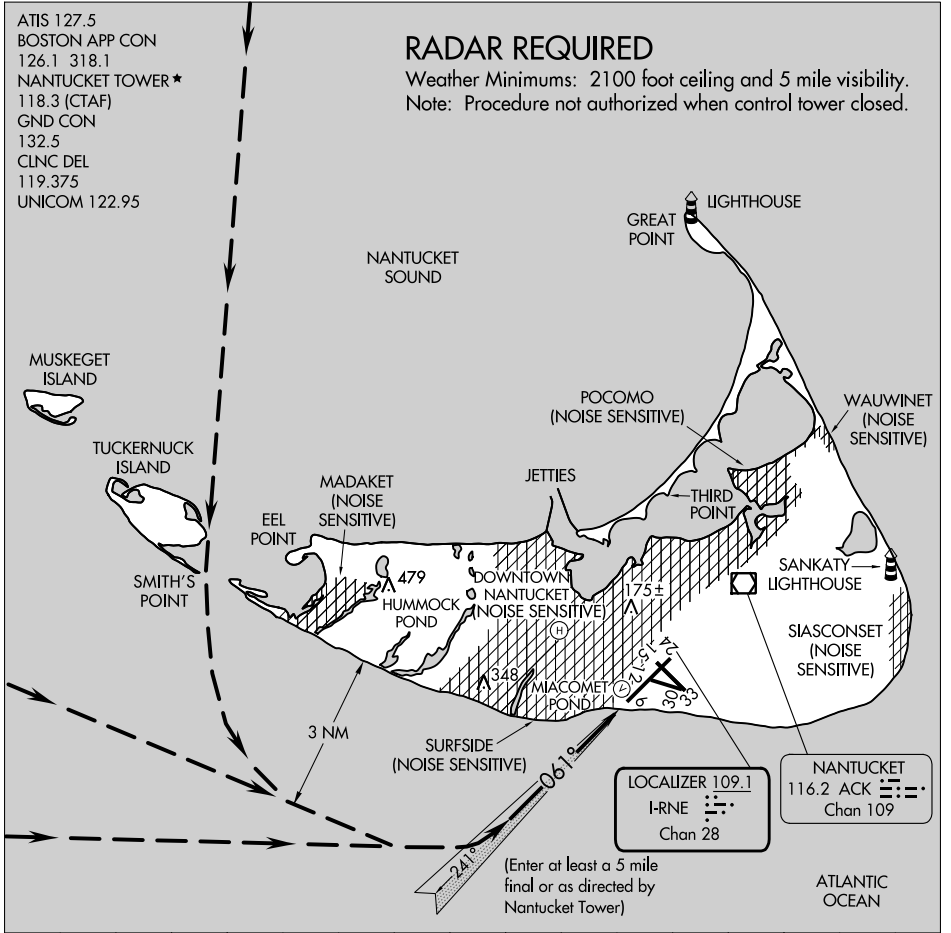 ATIS 127.5
BOSTON APP CON
126.1 318.1
NANTUCKET TOWER★
118.3 (CTAF)
GND CON
132.5
CLNC DEL
119.375
UNICOM 122.95
RADAR REQUIRED
Weather Minimums: 2100 foot ceiling and 5 mile visibility.
Note: Procedure not authorized when control tower closed.
LIGHTHOUSE
GREAT
POINT
NANTUCKET
SOUND
MUSKEGET
ISLAND
POCOMO
(NOISE SENSITIVE)
WAUWINET
(NOISE
SENSITIVE)
TUCKERNUCK
ISLAND
MADAKET
(NOISE
SENSITIVE)
JETTIES
THIRD
POINT
EEL
POINT
SMITH'S
POINT
479
HUMMOCK
POND
DOWNTOWN
NANTUCKET
(NOISE SENSITIVE)
175±
H
SANKATY
LIGHTHOUSE
SIASCONSET
(NOISE
SENSITIVE)
348
MIACOMET
POND
V
6
24
15
12
30
33
3 NM
SURFSIDE
(NOISE SENSITIVE)
061°
241°
LOCALIZER 109.1
I-RNE
Chan 28
NANTUCKET
116.2 ACK
Chan 109
(Enter at least a 5 mile
final or as directed by
Nantucket Tower)
ATLANTIC
OCEAN